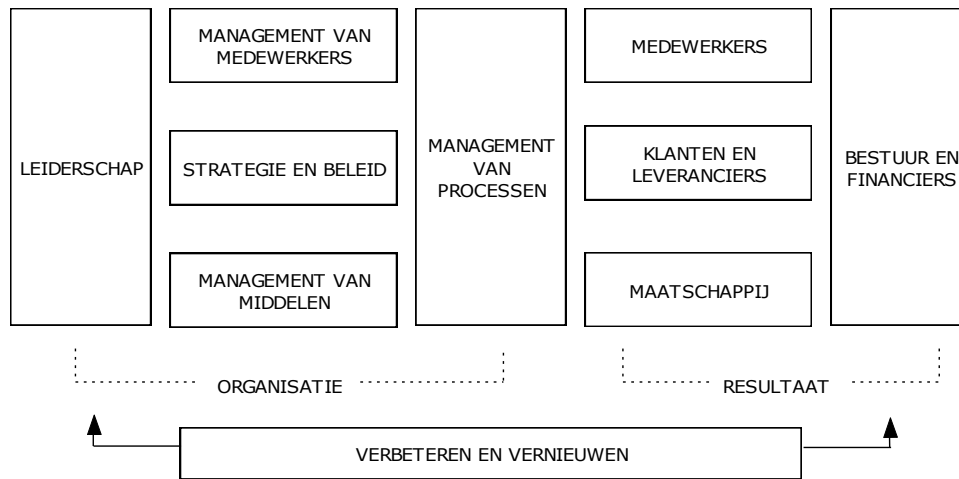 LEIDERSCHAP
MANAGEMENT VAN
MEDEWERKERS
STRATEGIE EN BELEID
MANAGEMENT VAN
MIDDELEN
MANAGEMENT
VAN
PROCESSEN
MEDEWERKERS
KLANTEN EN
LEVERANCIERS
MAATSCHAPPIJ
BESTUUR EN
FINANCIERS
ORGANISATIE
RESULTAAT
VERBETEREN EN VERNIEUWEN